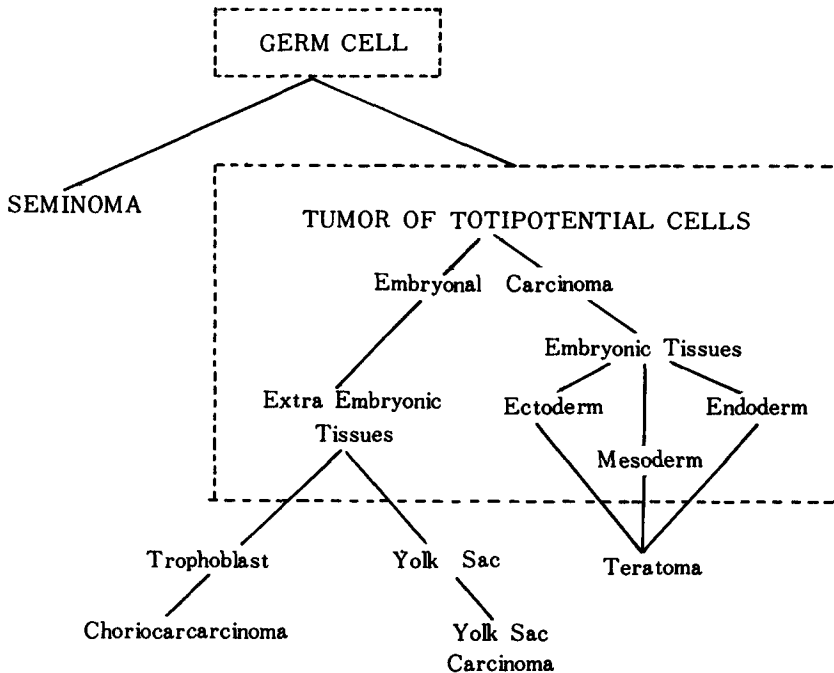 GERM CELL
SEMINOMA
TUMOR OF TOTIPOTENTIAL CELLS
Embryonal Carcinoma
Embryonic Tissues
Extra Embryonic
Tissues
Ectoderm
Endoderm
Mesoderm
Trophoblast
Yolk Sac
Teratoma
Choriocarcarcinoma
Yolk Sac
Carcinoma